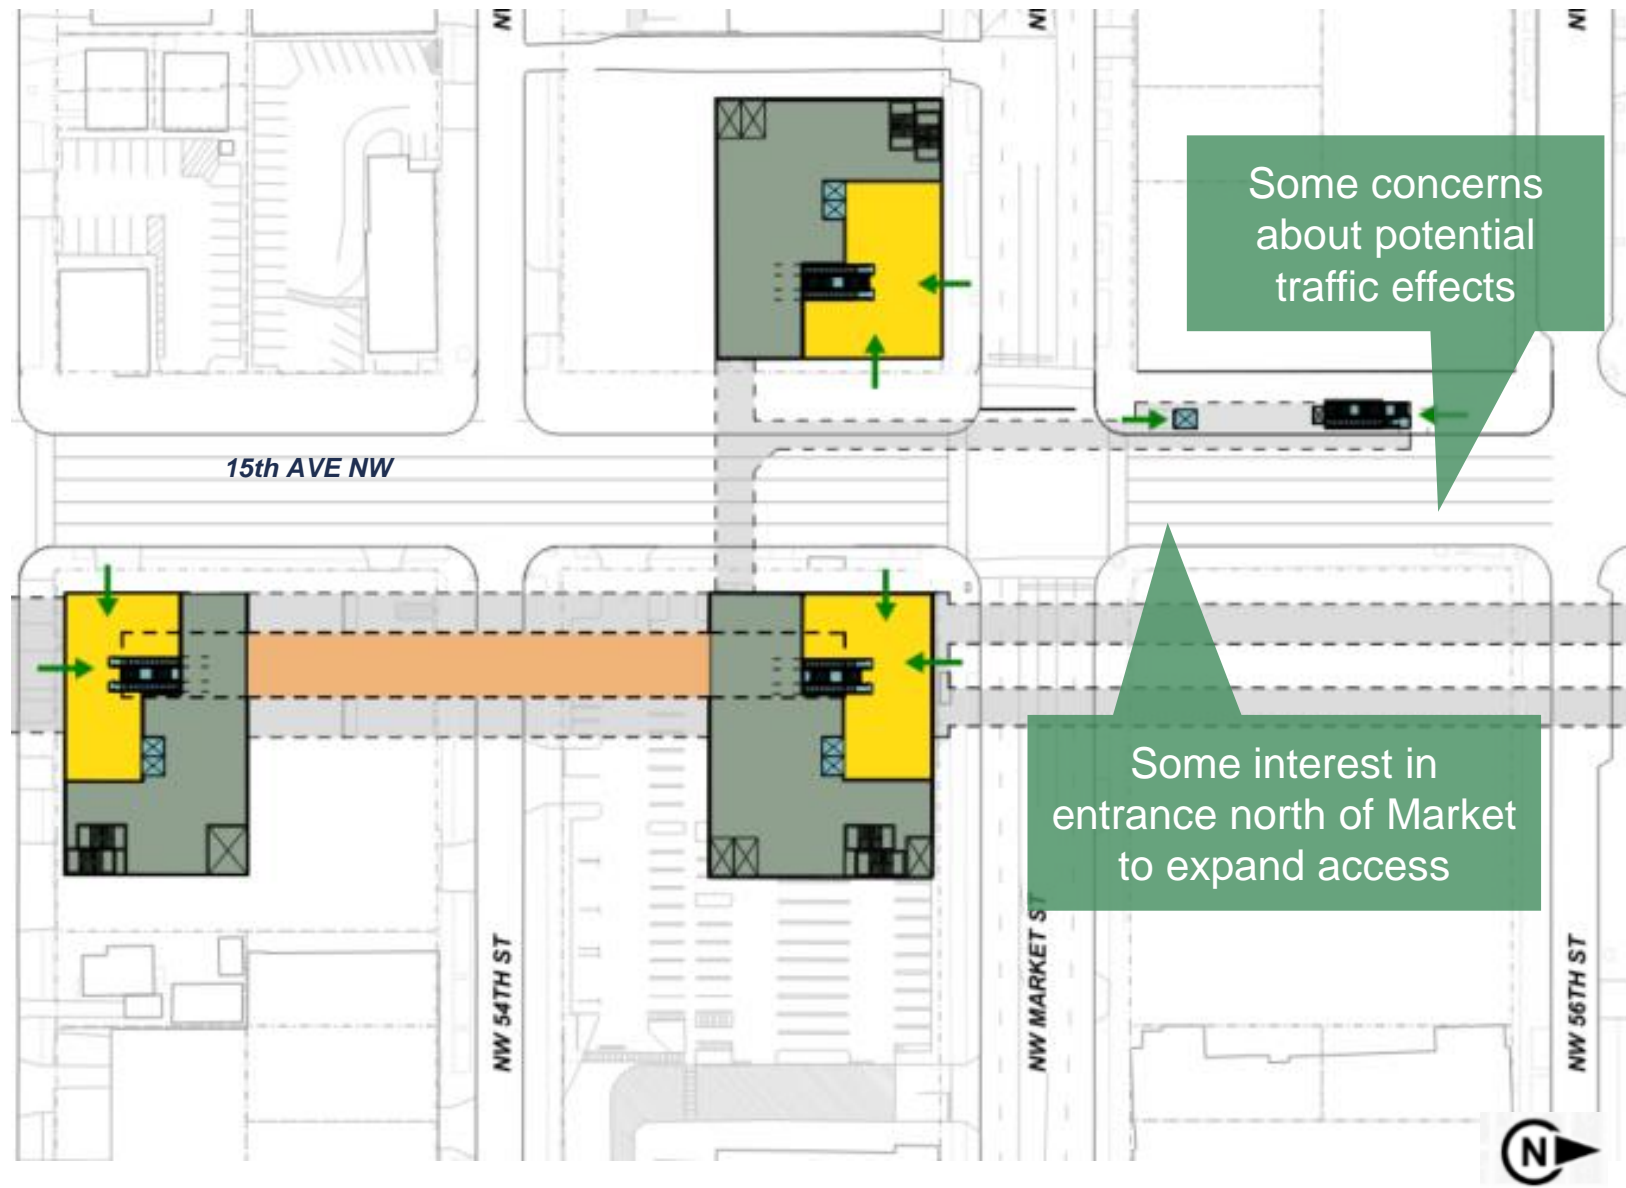 Some concerns
about potential
traffic effects
15th AVE NW
Some interest in
entrance north of Market
to expand access
NW 54TH ST
NW MARKET ST
NW 56TH ST
N